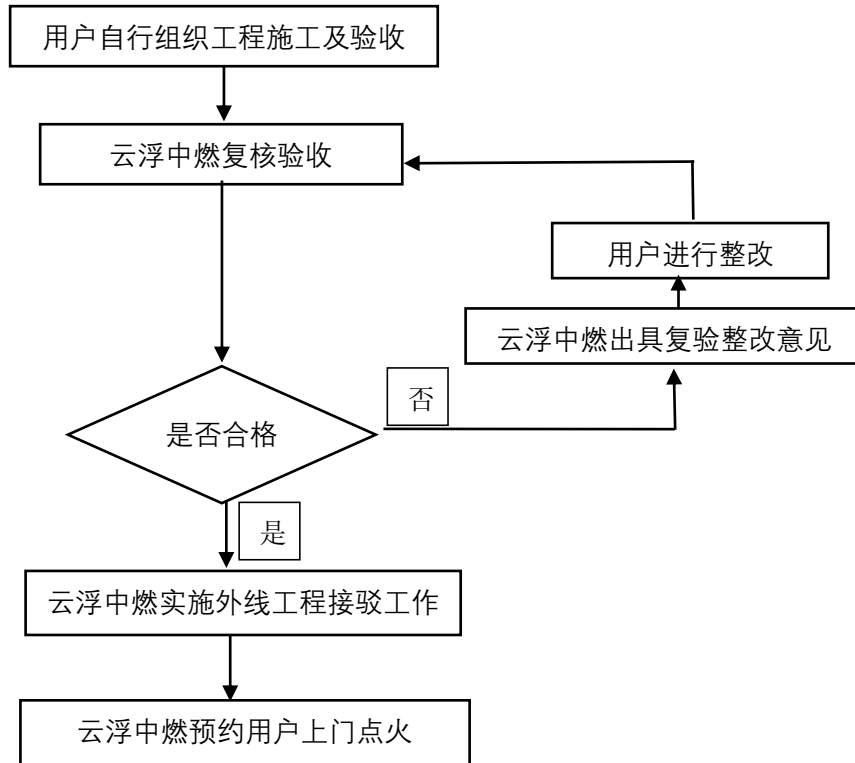 用户自行组织工程施工及验收
云浮中燃复核验收
用户进行整改
云浮中燃出具复验整改意见
否
是否合格
是
云浮中燃实施外线工程接驳工作
云浮中燃预约用户上门点火